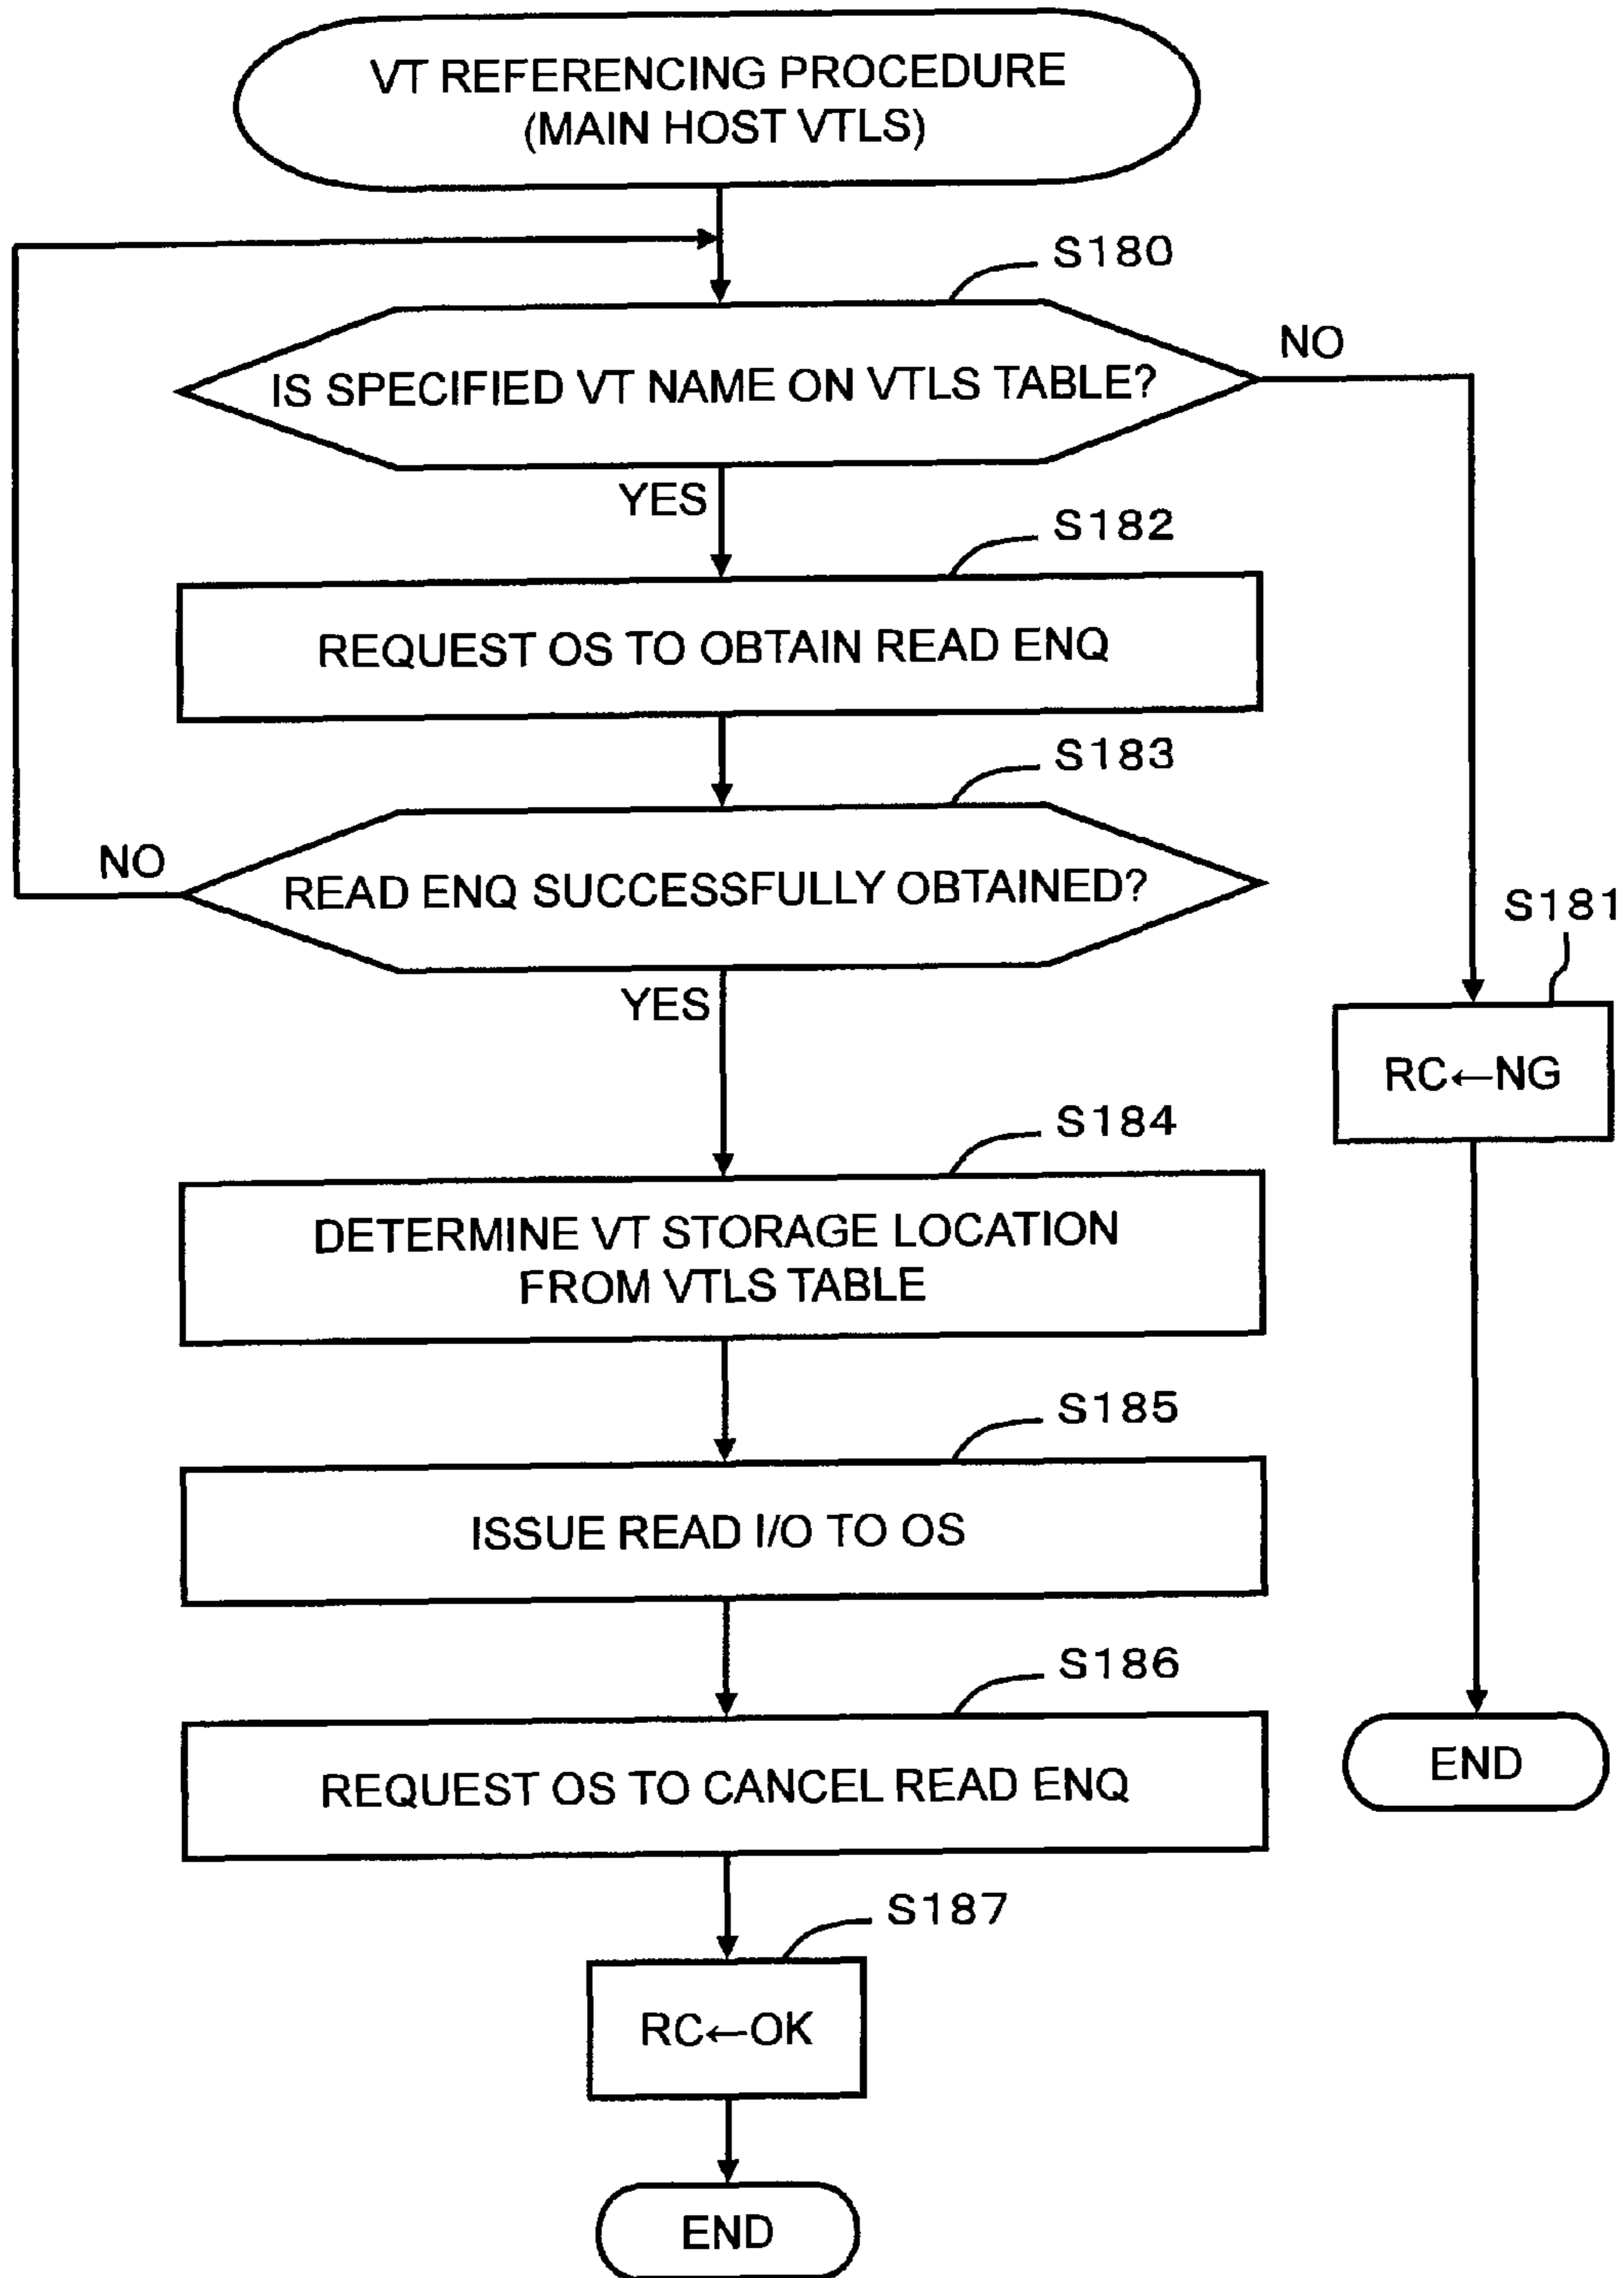 VT REFERENCING PROCEDURE
(MAIN HOST VTLS)
S180
IS SPECIFIED VT NAME ON VTLS TABLE?
NO
YES
S182
REQUEST OS TO OBTAIN READ ENQ
S183
READ ENQ SUCCESSFULLY OBTAINED?
NO
YES
S181
RC←NG
S184
DETERMINE VT STORAGE LOCATION
FROM VTLS TABLE
S185
ISSUE READ I/O TO OS
S186
REQUEST OS TO CANCEL READ ENQ
END
S187
RC←OK
END